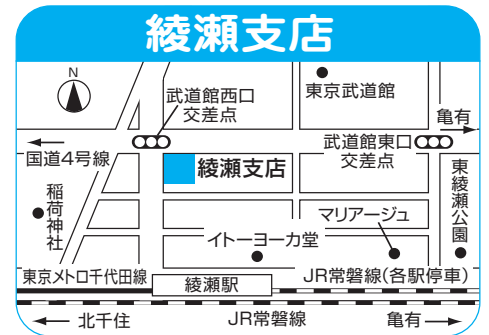 綾瀬支店
N
武道館西口
交差点
東京武道館
亀有
国道4号線
武道館東口
交差点
綾瀬支店
稲荷神社
東綾瀬公園
マリアージュ
イトーヨーカ堂
東京メトロ千代田線
綾瀬駅
JR常磐線(各駅停車)
北千住
JR常磐線
亀有